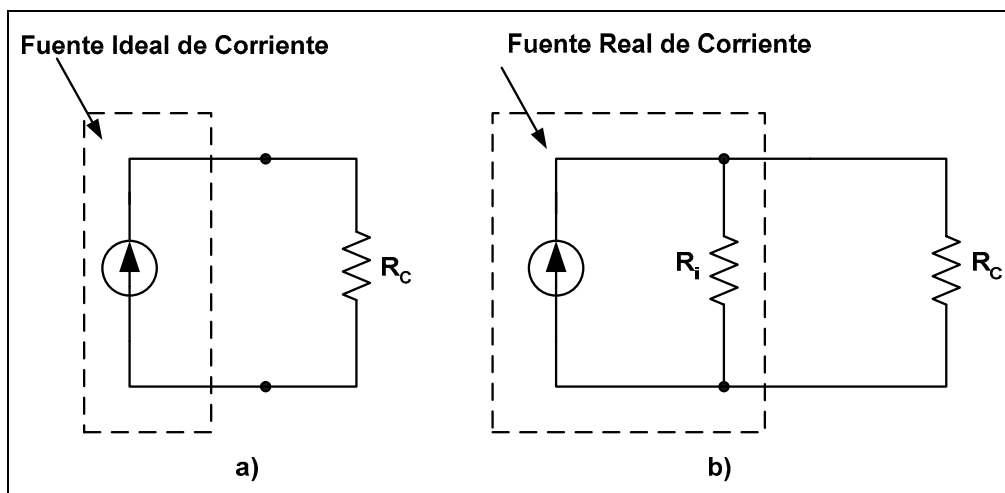 Fuente Ideal de Corriente
Fuente Real de Corriente
RC
Ri
RC
a)
b)